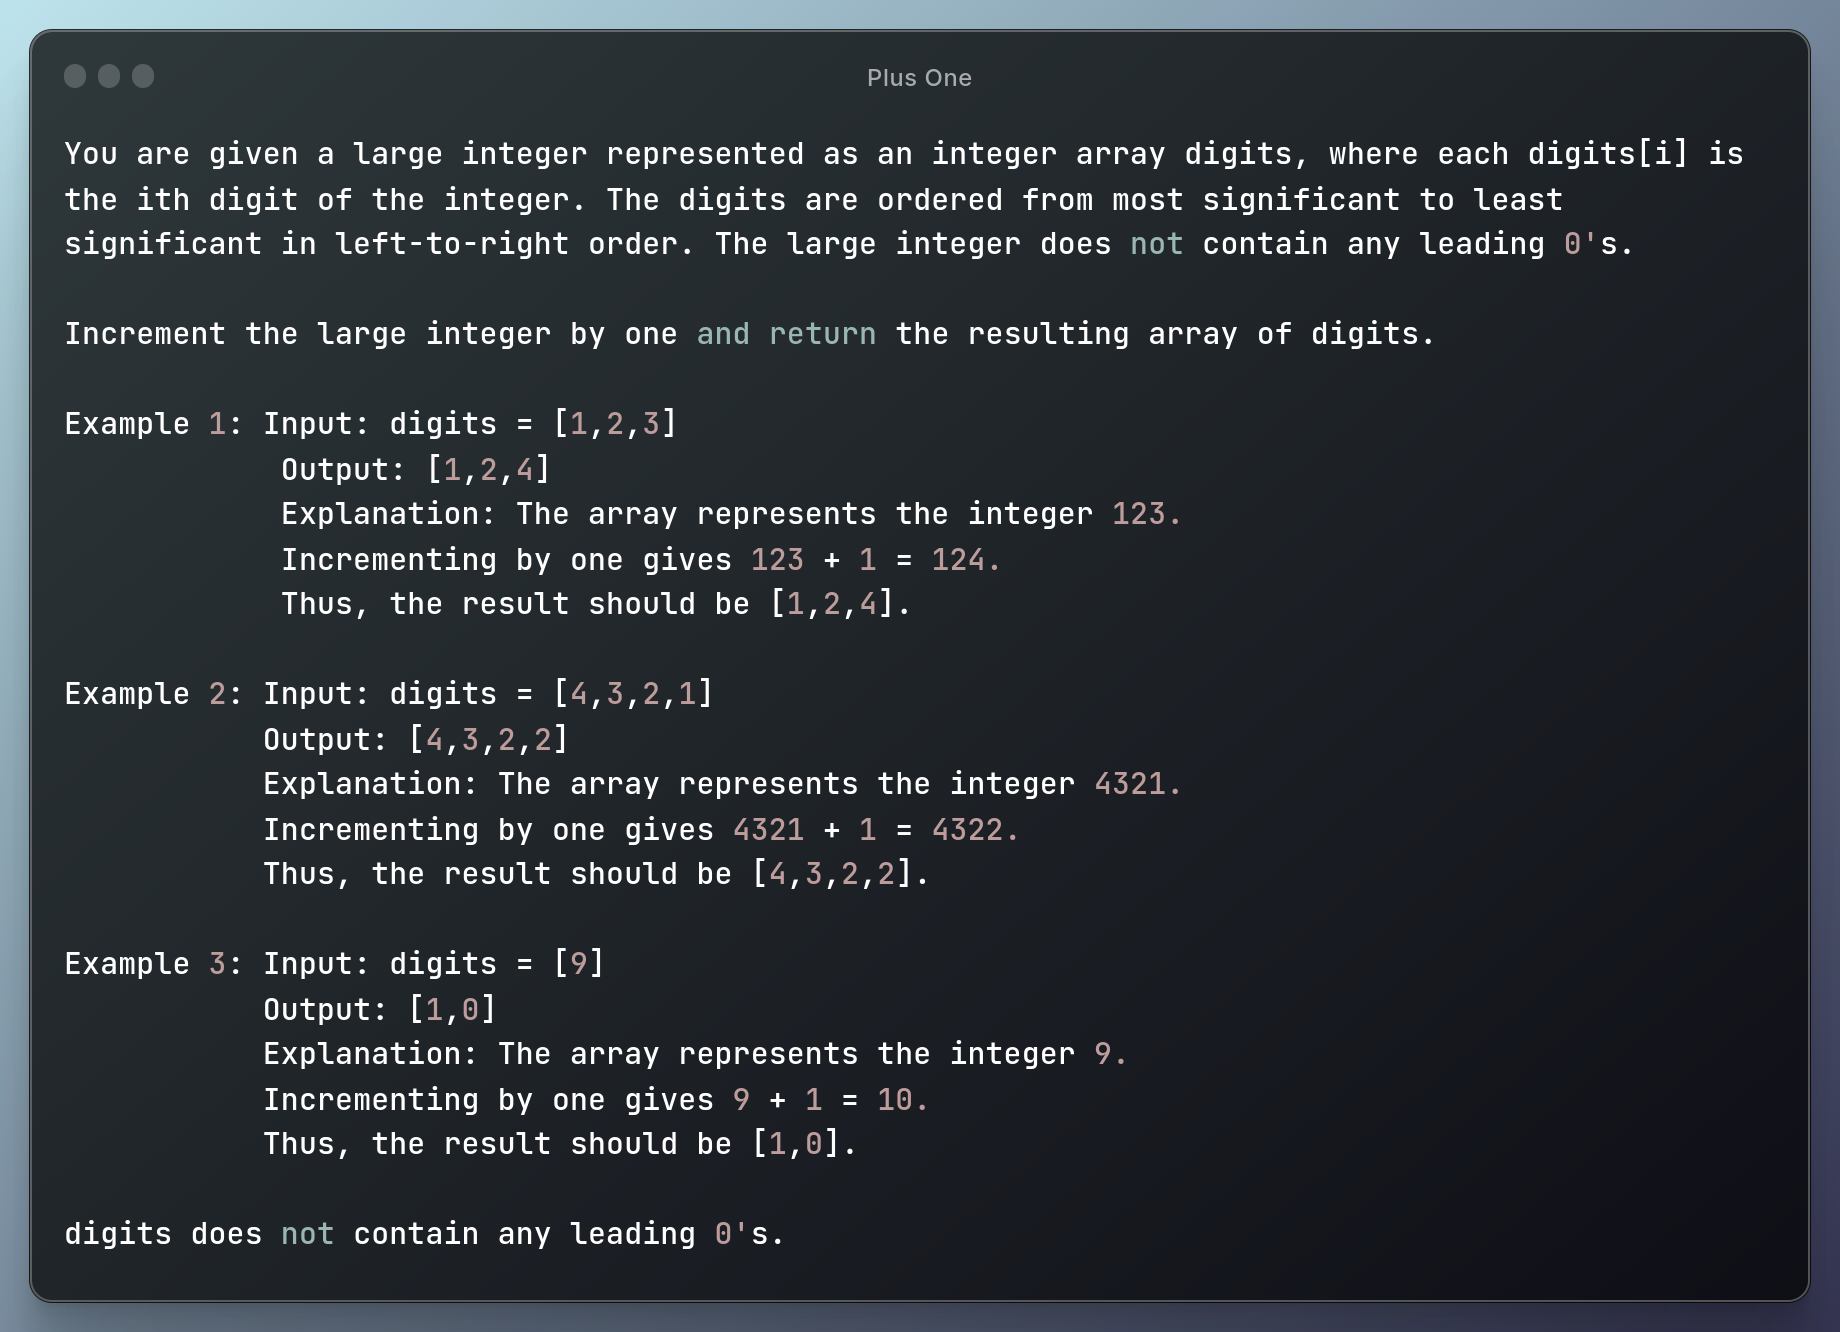 Plus One
You are given a large integer represented as an integer array digits, where each digits[i] is
the ith digit of the integer. The digits are ordered from most significant to least
significant in left-to-right order. The large integer does not contain any leading 0's.
Increment the large integer by one and return the resulting array of digits.
Example 1: Input: digits = [1,2,3]
Output: [1,2,4]
Explanation: The array represents the integer 123.
Incrementing by one gives 123 + 1 = 124.
Thus, the result should be [1,2,4].
Example 2: Input: digits = [4,3,2,1]
Output: [4,3,2,2]
Explanation: The array represents the integer 4321.
Incrementing by one gives 4321 + 1 = 4322.
Thus, the result should be [4,3,2,2].
Example 3: Input: digits = [9]
Output: [1,0]
Explanation: The array represents the integer 9.
Incrementing by one gives 9 + 1 = 10.
Thus, the result should be [1,0].
digits does not contain any leading 0's.